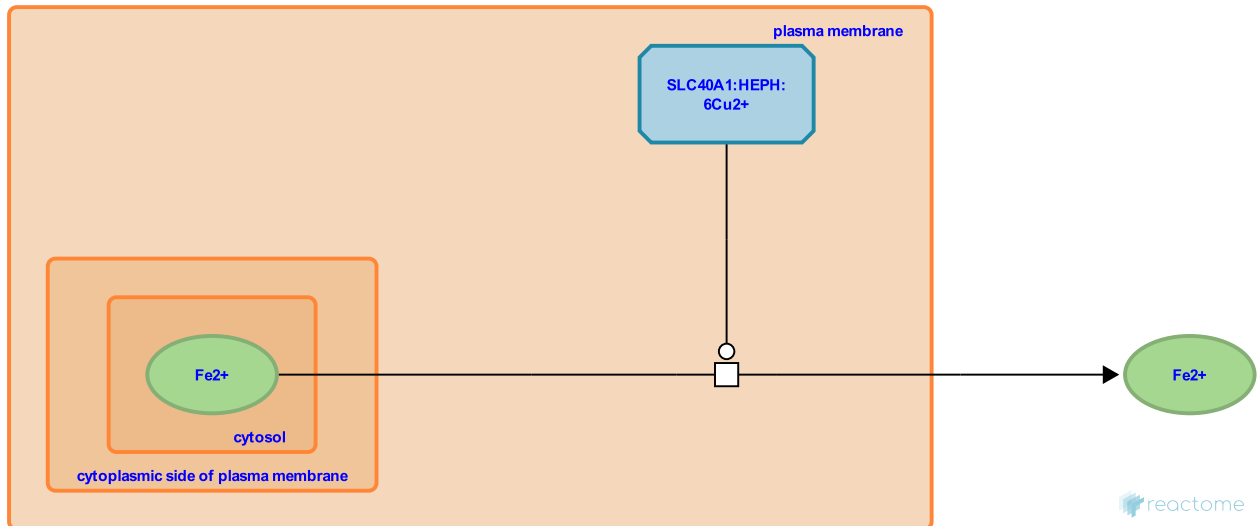 plasma membrane
SLC40A1:HEPH:
6Cu2+
Fe2+
Fe2+
cytosol
cytoplasmic side of plasma membrane
reactome